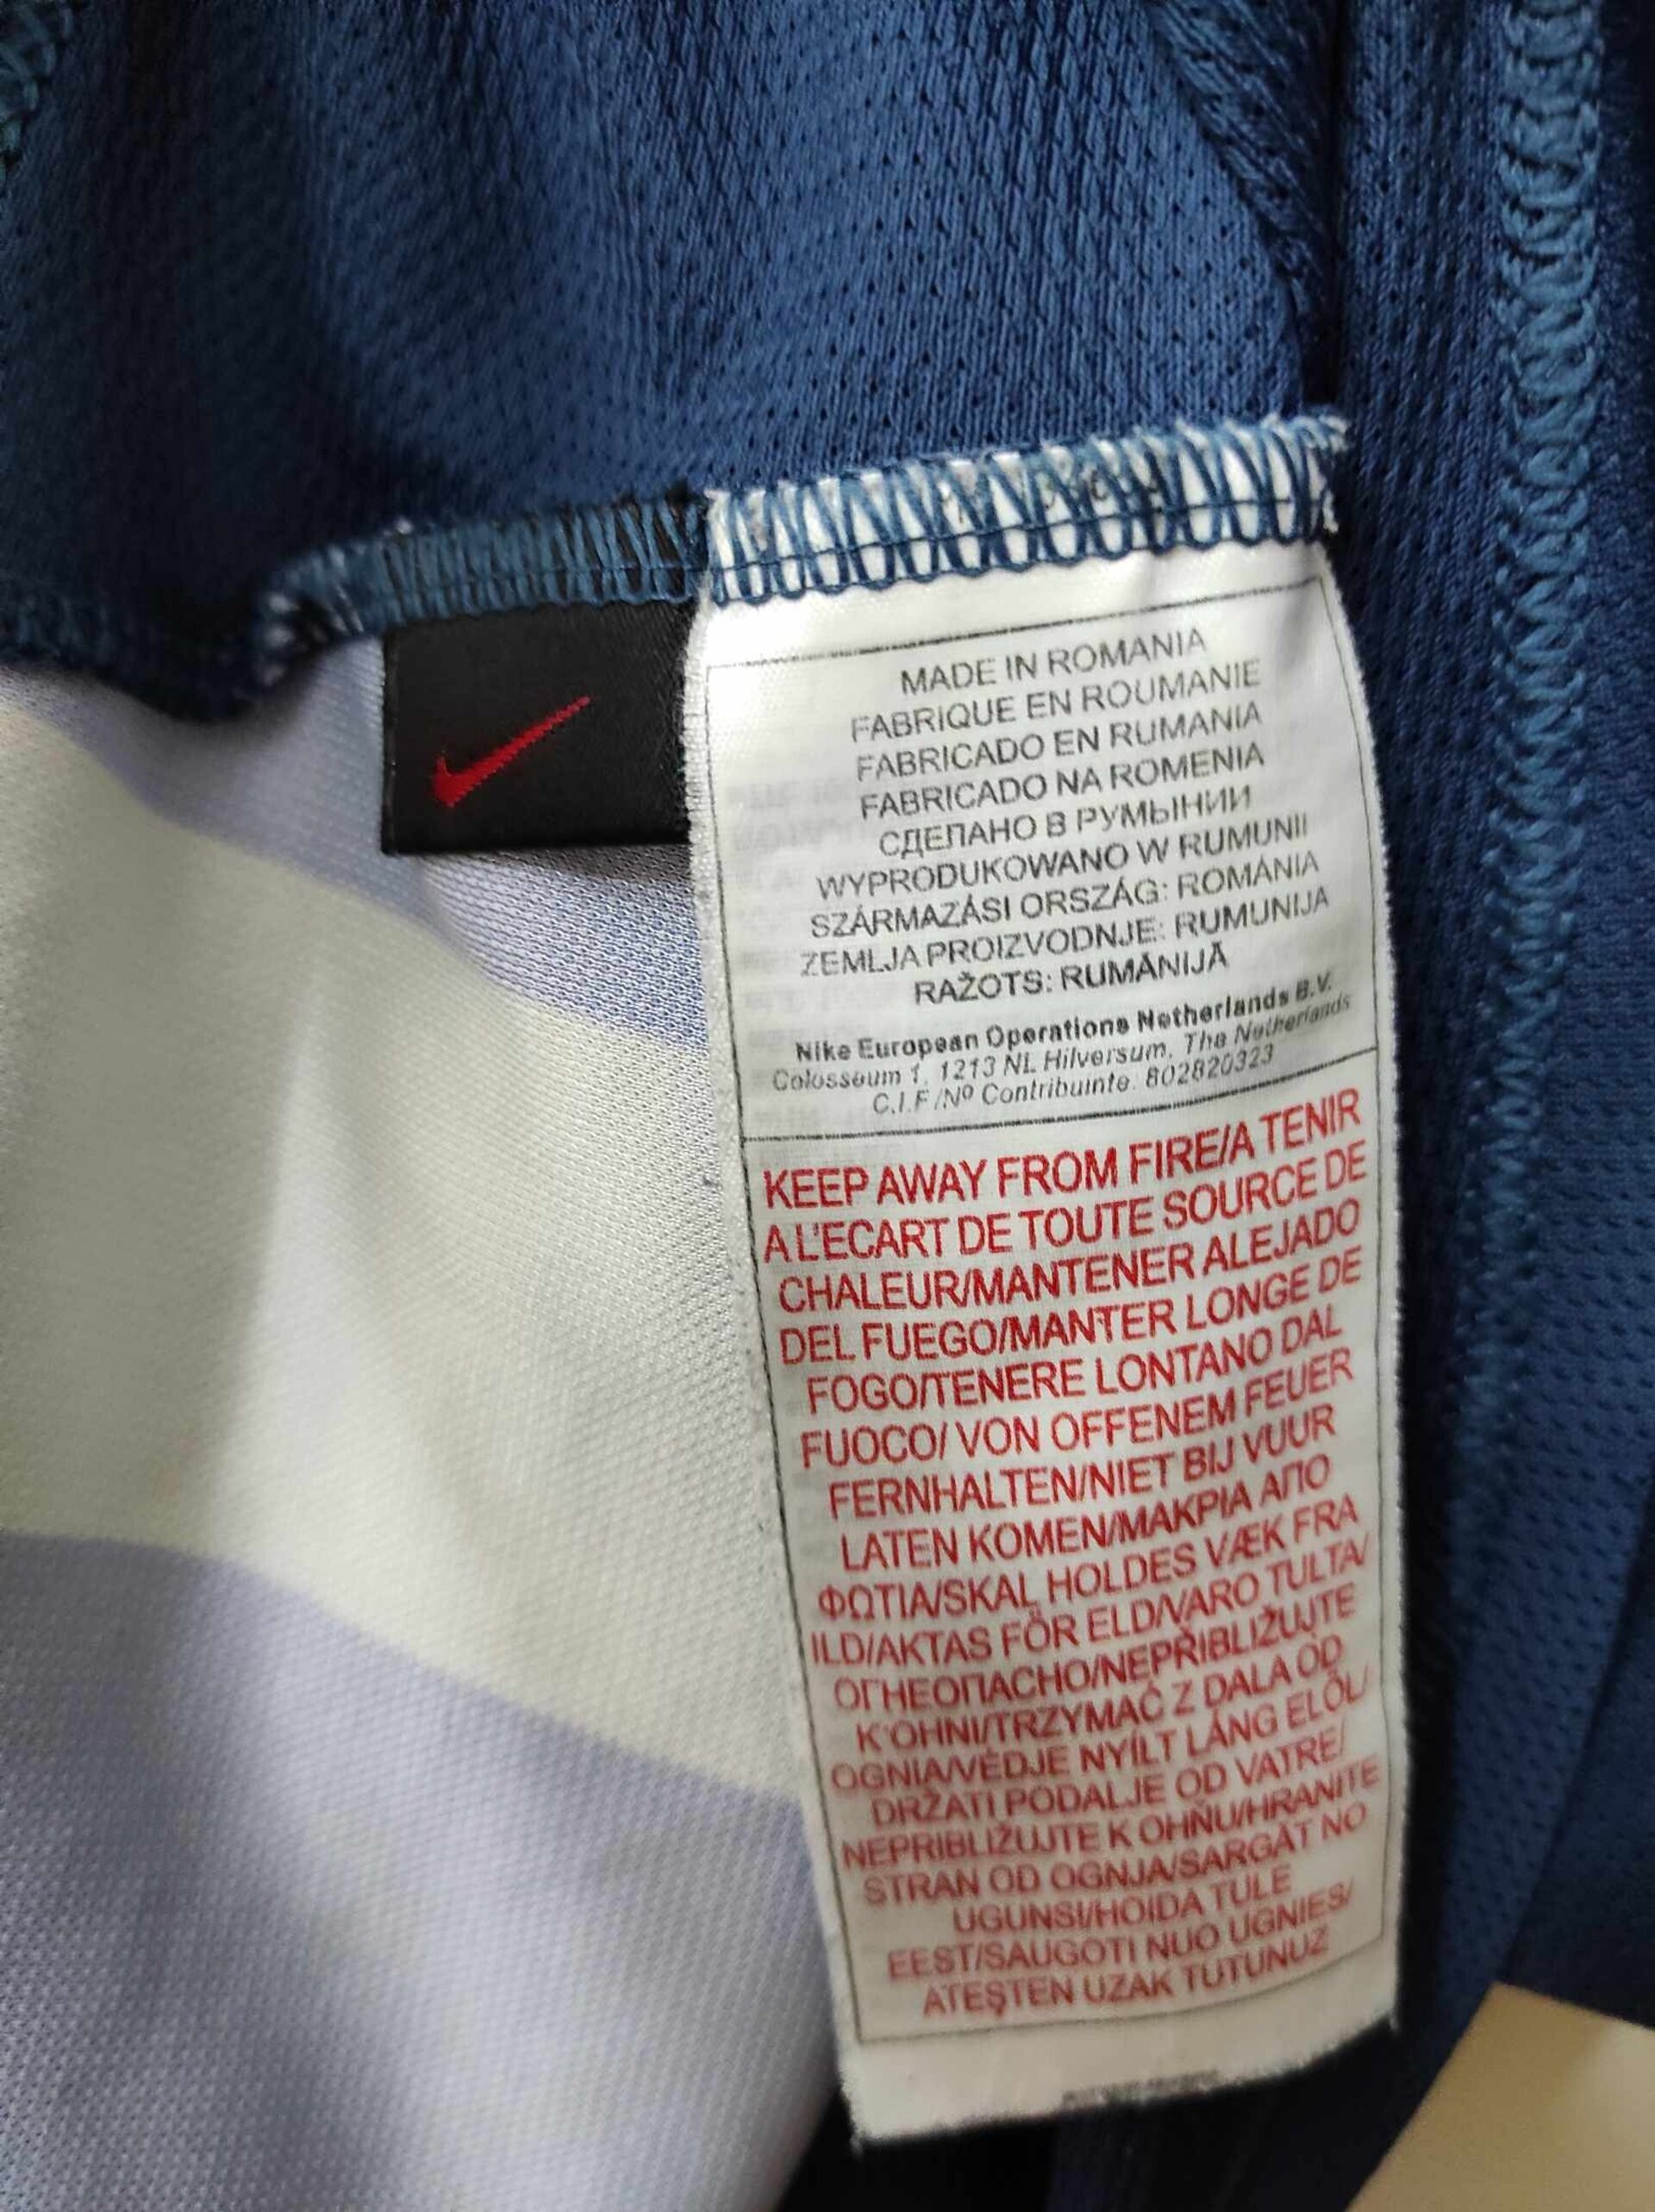 MADE IN ROMANIA
FABRIQUE EN ROUMANIE
FABRICADO EN RUMANIA
FABRICADO NA ROMENIA
СДЕЛАНО В РУМЫНИИ
WYPRODUKOWANO W RUMUNII
SZÁRMAZÁSI ORSZÁG: ROMÁNIA
ZEMLJA PROIZVODNJE: RUMUNIJA
RAŽOTS: RUMĀNIJĀ
Nike European Operations Netherlands B.V.
Colosseum 1, 1213 NL Hilversum, The Netherlands
C.I.F./Nº Contribuinte. 802820323
KEEP AWAY FROM FIRE/A TENIR
A L'ECART DE TOUTE SOURCE DE
CHALEUR/MANTENER ALEJADO
DEL FUEGO/MANTER LONGE DE
FOGO/TENERE LONTANO DAL
FUOCO/ VON OFFENEM FEUER
FERNHALTEN/NIET BIJ VUUR
LATEN KOMEN/ΜΑΚΡΙΑ ΑΠΟ
ΦΩΤΙΑ/SKAL HOLDES VÆK FRA
ILD/AKTAS FÖR ELD/VARO TULTA/
ОГНЕОПАСНО/NEPŘIBLIŽUJTE
K OHNI/TRZYMAĆ Z DALA OD
OGNIA/VÉDJE NYÍLT LÁNG ELŐL/
DRŽATI PODALJE OD VATRE/
NEPRIBLIŽUJTE K OHŇU/HRANITE
STRAN OD OGNJA/SARGĀT NO
UGUNS/HOIDA TULE
EEST/SAUGOTI NUO UGNIES/
ATEŞTEN UZAK TUTUNUZ